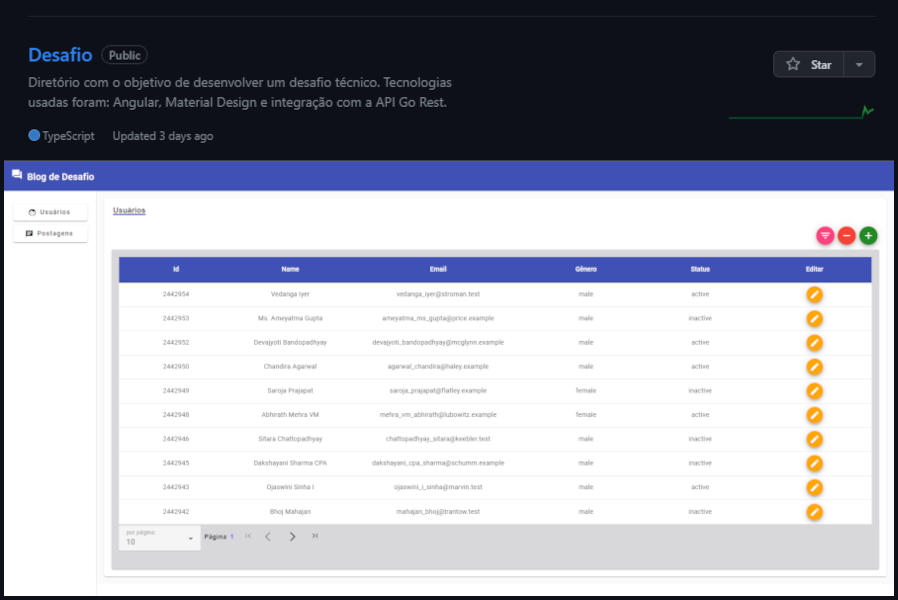 Desafio Public
Star
Diretório com o objetivo de desenvolver um desafio técnico. Tecnologias
usadas foram: Angular, Material Design e integração com a API Go Rest.
TypeScript Updated 3 days ago
Blog de Desafio
Usuários
Postagens
Usuários
Id Name Email Gênero Status Editar
2442954 Vedanga Iyer vedanga_iyer@stroman.test male active
2442953 Ms. Ameyatma Gupta ameyatma_ms_gupta@price.example male inactive
2442952 Devajyoti Bandopadhyay devajyoti_bandopadhyay@mcglynn.example male active
2442950 Chandira Agarwal agarwal_chandira@haley.example male active
2442949 Saroja Prajapat saroja_prajapat@flatley.example female inactive
2442948 Abhirath Mehra VM mehra_vm_abhirath@lubowitz.example female active
2442946 Sitara Chattopadhyay chattopadhyay_sitara@keebler.test male inactive
2442945 Dakshayani Sharma CPA dakshayani_cpa_sharma@schumm.example male inactive
2442943 Ojaswini Sinha I ojaswini_i_sinha@marvin.test male active
2442942 Bhoj Mahajan mahajan_bhoj@trantow.test male inactive
por página:
10
Página 1